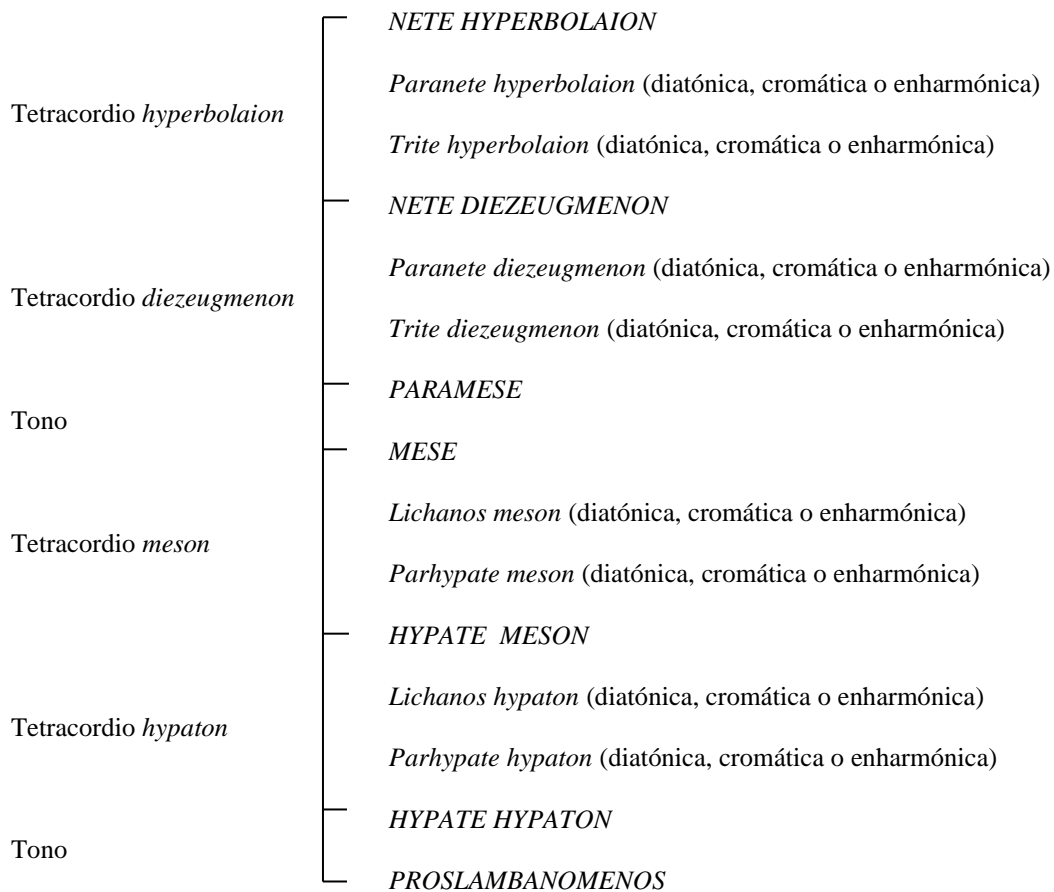 NETE HYPERBOLAION
Paranete hyperbolaion (diatónica, cromática o enharmónica)
Tetracordio hyperbolaion
Trite hyperbolaion (diatónica, cromática o enharmónica)
NETE DIEZEUGMENON
Paranete diezeugmenon (diatónica, cromática o enharmónica)
Tetracordio diezeugmenon
Trite diezeugmenon (diatónica, cromática o enharmónica)
PARAMESE
Tono
MESE
Lichanos meson (diatónica, cromática o enharmónica)
Tetracordio meson
Parhypate meson (diatónica, cromática o enharmónica)
HYPATE MESON
Lichanos hypaton (diatónica, cromática o enharmónica)
Tetracordio hypaton
Parhypate hypaton (diatónica, cromática o enharmónica)
HYPATE HYPATON
Tono
PROSLAMBANOMENOS